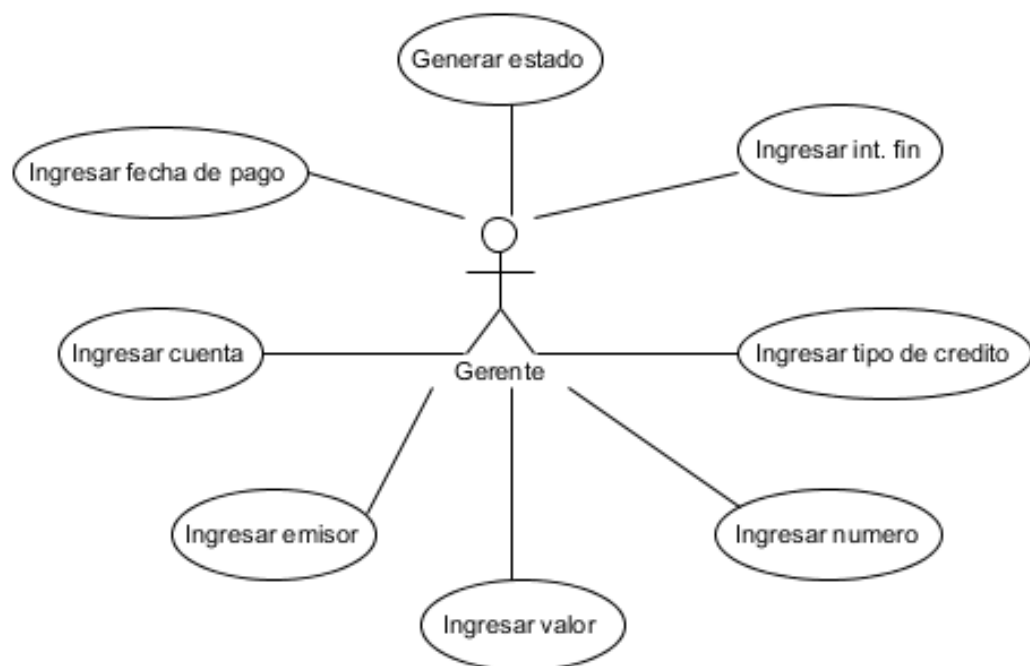 Generar estado
Ingresar int. fin
Ingresar fecha de pago
Ingresar cuenta
Ingresar tipo de credito
Gerente
Ingresar emisor
Ingresar numero
Ingresar valor